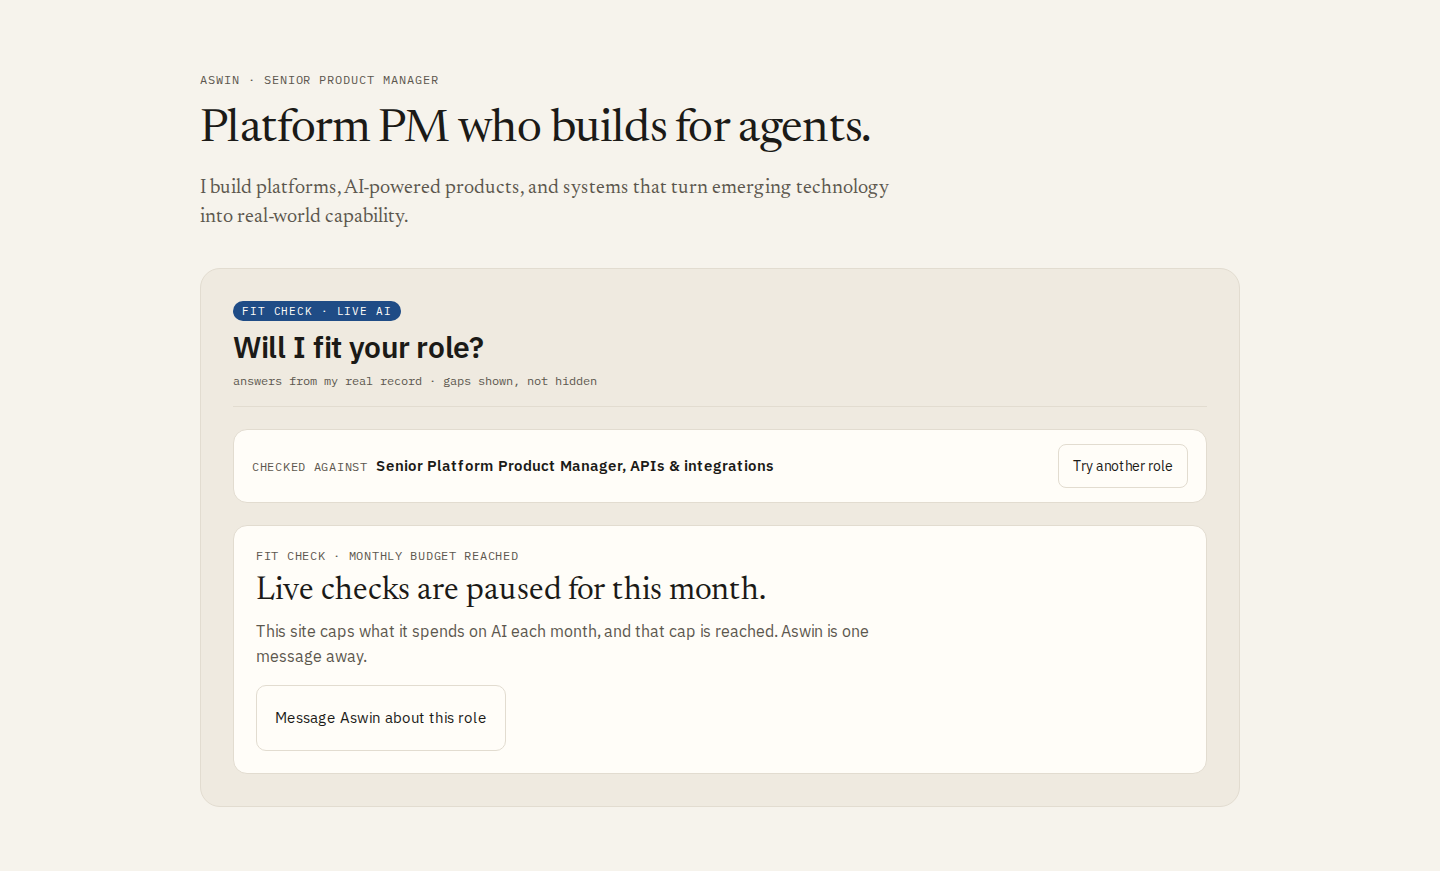 ASWIN · SENIOR PRODUCT MANAGER
Platform PM who builds for agents.
I build platforms, AI-powered products, and systems that turn emerging technology
into real-world capability.
FIT CHECK · LIVE AI
Will I fit your role?
answers from my real record · gaps shown, not hidden
CHECKED AGAINST Senior Platform Product Manager, APIs & integrations
Try another role
FIT CHECK · MONTHLY BUDGET REACHED
Live checks are paused for this month.
This site caps what it spends on AI each month, and that cap is reached. Aswin is one
message away.
Message Aswin about this role